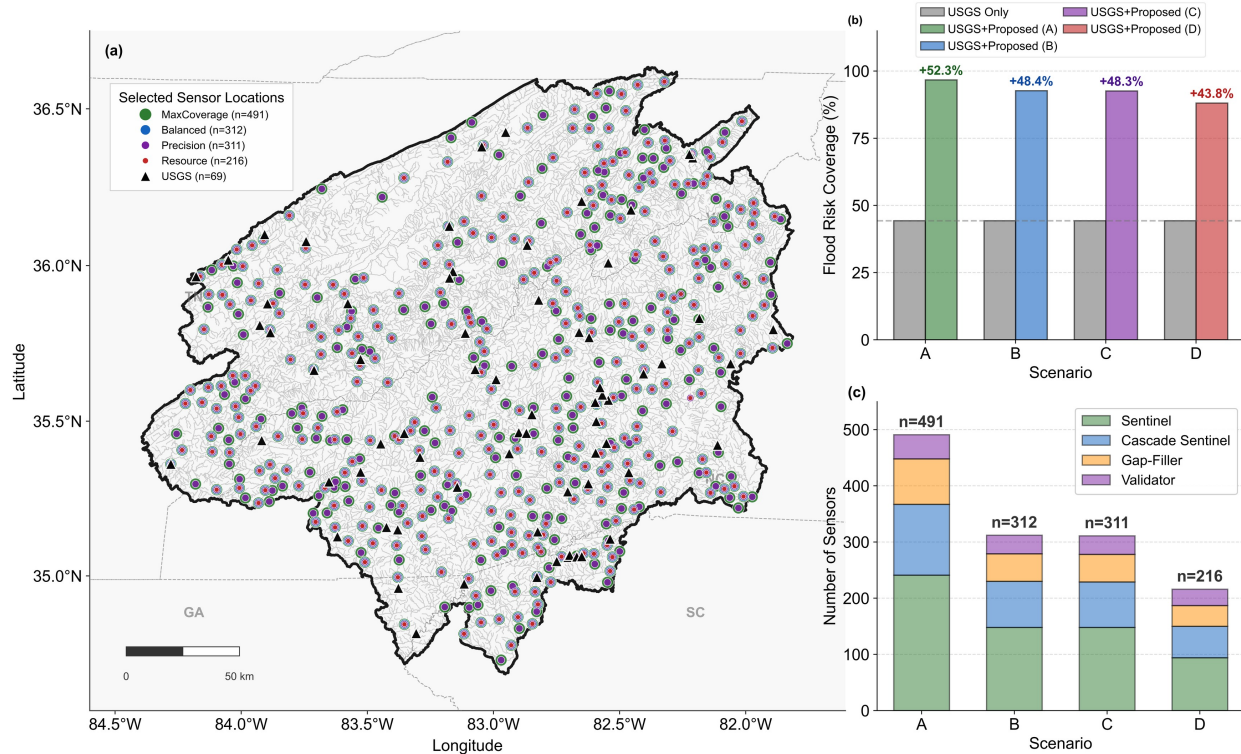 (a)
Selected Sensor Locations
MaxCoverage (n=491)
Balanced (n=312)
Precision (n=311)
Resource (n=216)
USGS (n=69)
36.5°N
36.0°N
35.5°N
35.0°N
Latitude
GA
SC
0 50 km
84.5°W 84.0°W 83.5°W 83.0°W 82.5°W 82.0°W
Longitude
(b)
USGS Only
USGS+Proposed (A)
USGS+Proposed (B)
USGS+Proposed (C)
USGS+Proposed (D)
+52.3%
+48.4%
+48.3%
+43.8%
100
75
50
25
0
Flood Risk Coverage (%)
A B C D
Scenario
(c)
Sentinel
Cascade Sentinel
Gap-Filler
Validator
n=491
n=312
n=311
n=216
500
400
300
200
100
0
Number of Sensors
A B C D
Scenario